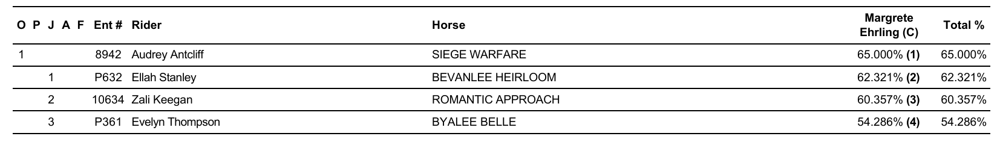 O P J A F Ent # Rider Horse Margrete Ehrling (C) Total %
1 8942 Audrey Antcliff SIEGE WARFARE 65.000% (1) 65.000%
1 P632 Ellah Stanley BEVANLEE HEIRLOOM 62.321% (2) 62.321%
2 10634 Zali Keegan ROMANTIC APPROACH 60.357% (3) 60.357%
3 P361 Evelyn Thompson BYALEE BELLE 54.286% (4) 54.286%